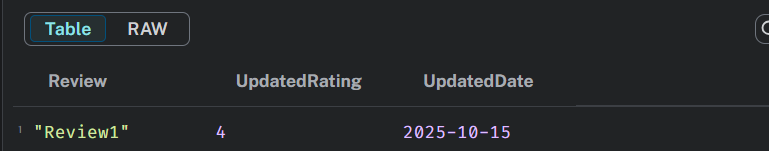 Table RAW
Review UpdatedRating UpdatedDate
1 "Review1" 4 2025-10-15